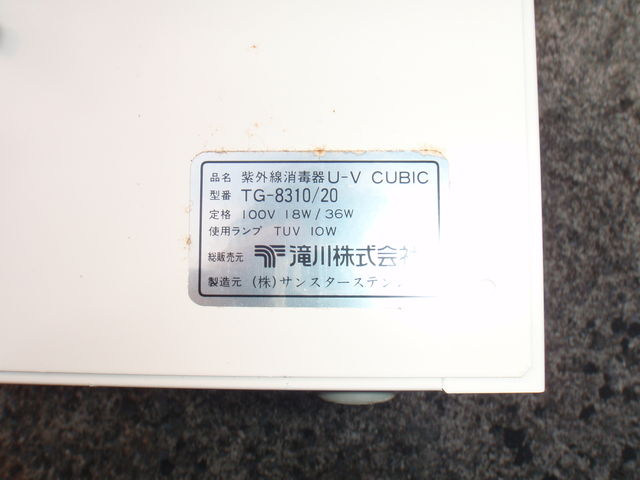 品名 紫外線消毒器 U-V CUBIC
型番 TG-8310/20
定格 100V 18W/36W
使用ランプ TUV 10W
総販売元 滝川株式会社
製造元 (株)サンスターステン